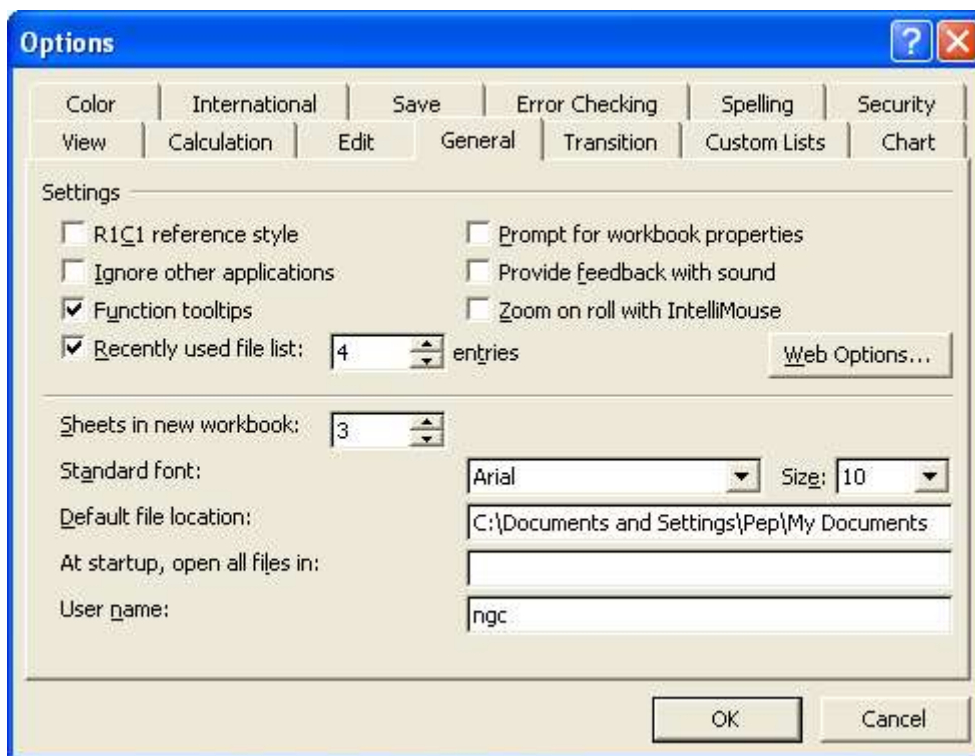 Options
Color International Save Error Checking Spelling Security
View Calculation Edit General Transition Custom Lists Chart
Settings
R1C1 reference style Prompt for workbook properties
Ignore other applications Provide feedback with sound
Function tooltips Zoom on roll with IntelliMouse
Recently used file list: 4 entries Web Options...
Sheets in new workbook: 3
Standard font: Arial Size: 10
Default file location: C:\Documents and Settings\Pep\My Documents
At startup, open all files in:
User name: ngc
OK Cancel